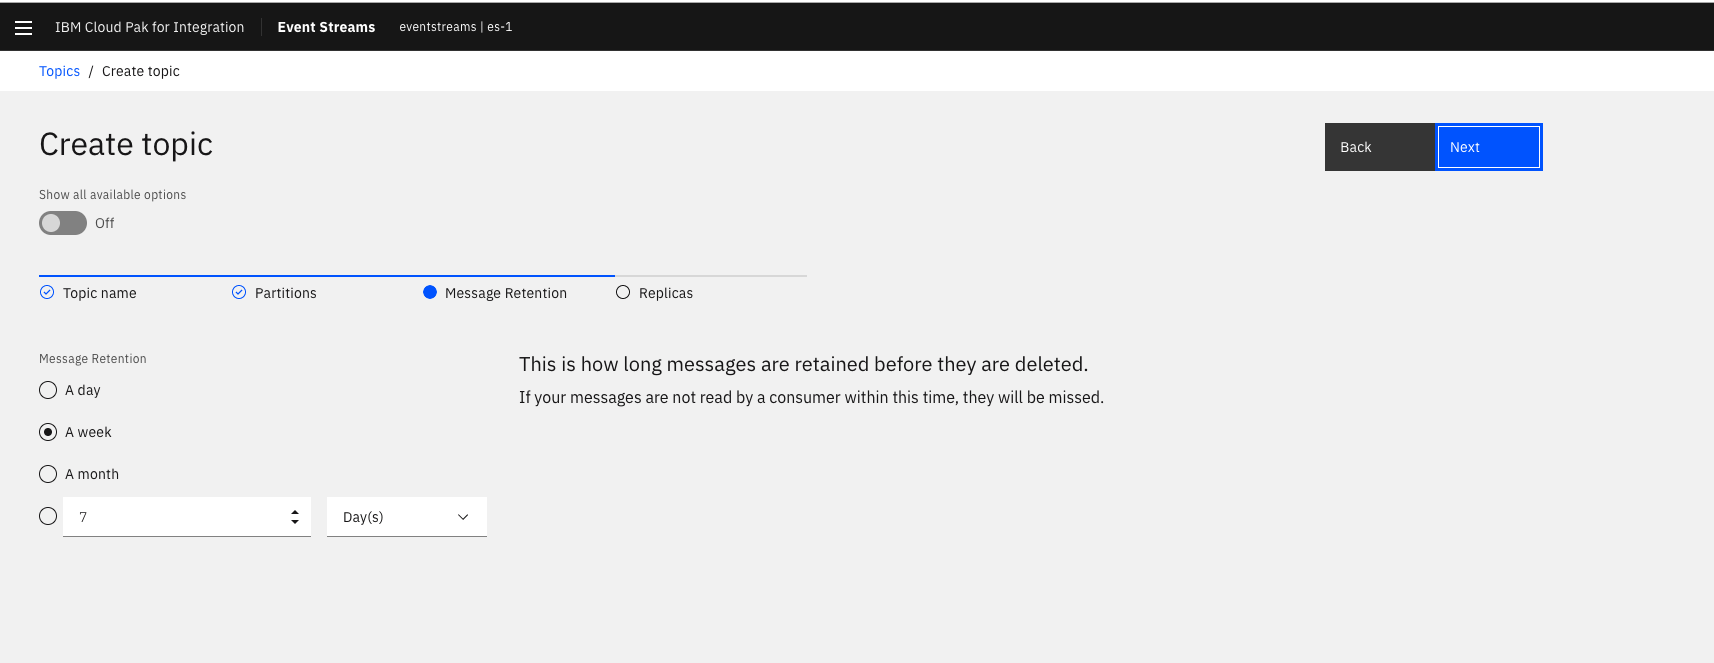 IBM Cloud Pak for Integration Event Streams eventstreams | es-1
Topics / Create topic
Create topic
Back
Next
Show all available options
Off
Topic name
Partitions
Message Retention
Replicas
Message Retention
A day
A week
A month
7
Day(s)
This is how long messages are retained before they are deleted.
If your messages are not read by a consumer within this time, they will be missed.